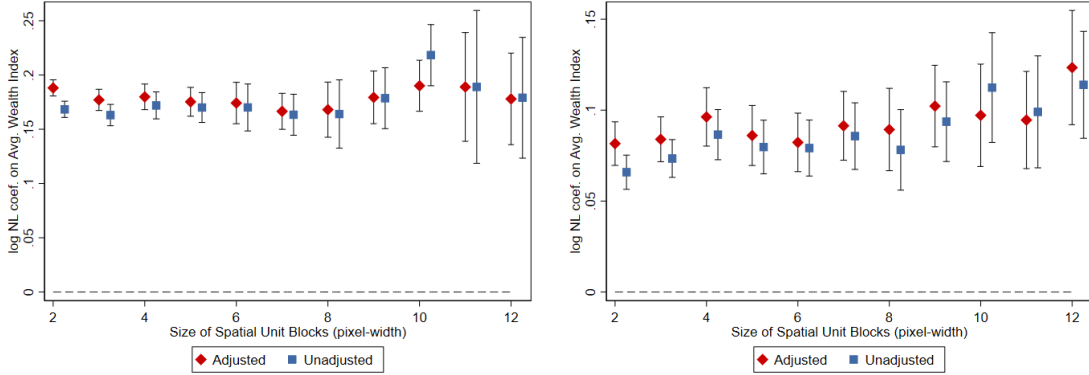 log NL coef. on Avg. Wealth Index
.25
.2
.15
.1
.05
0
2 4 6 8 10 12
Size of Spatial Unit Blocks (pixel-width)
Adjusted Unadjusted
log NL coef. on Avg. Wealth Index
.15
.1
.05
0
2 4 6 8 10 12
Size of Spatial Unit Blocks (pixel-width)
Adjusted Unadjusted